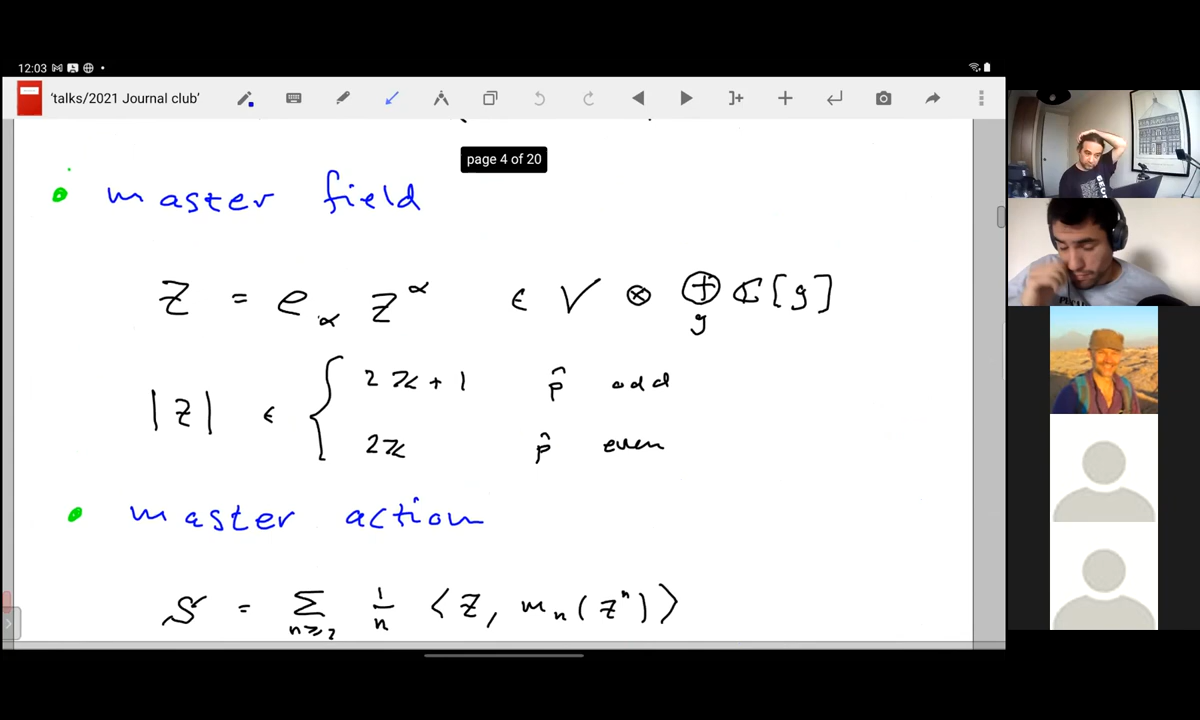 12:03
'talks/2021 Journal club'
page 4 of 20
• master field
Z = e_α Z^α ∈ V ⊗ ⊕_g ℂ[g]
|Z| ∈ { 2ℤ + 1 p̂ odd
2ℤ p̂ even
• master action
S = Σ_{n≥2} 1/n ⟨Z, m_n(Z^n)⟩